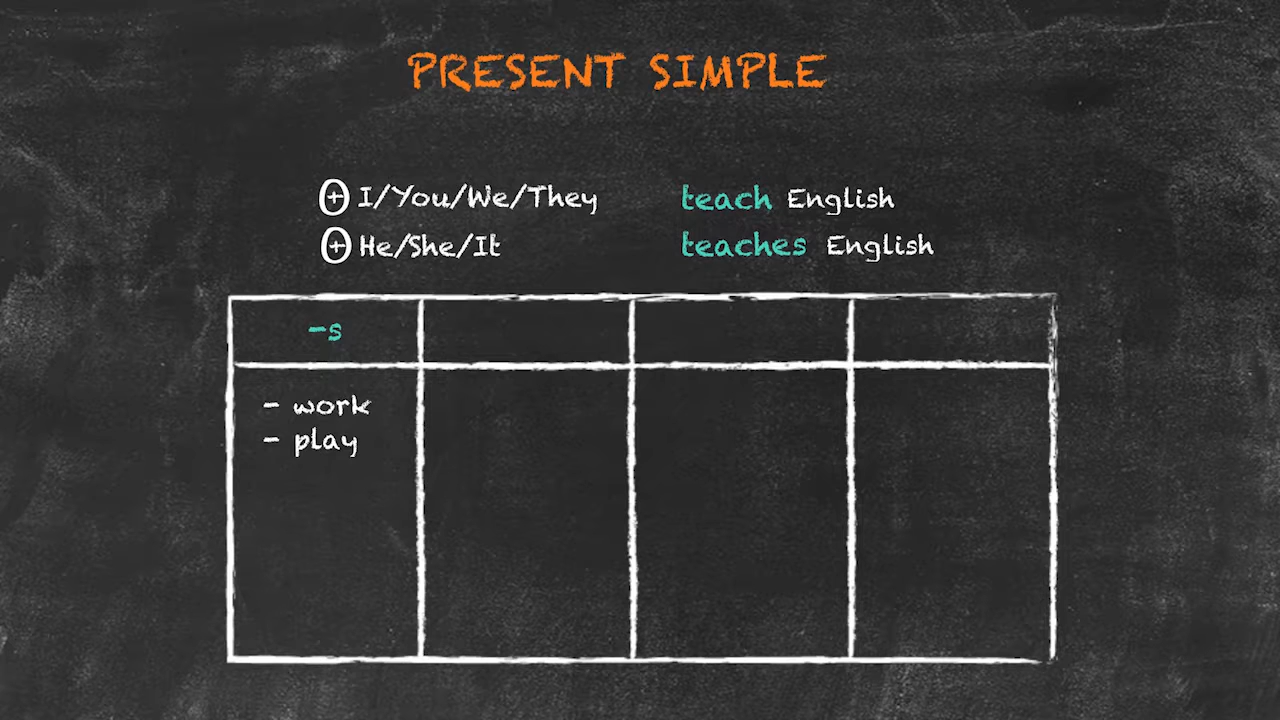 PRESENT SIMPLE
+ I/You/We/They teach English
+ He/She/It teaches English
-s
- work
- play